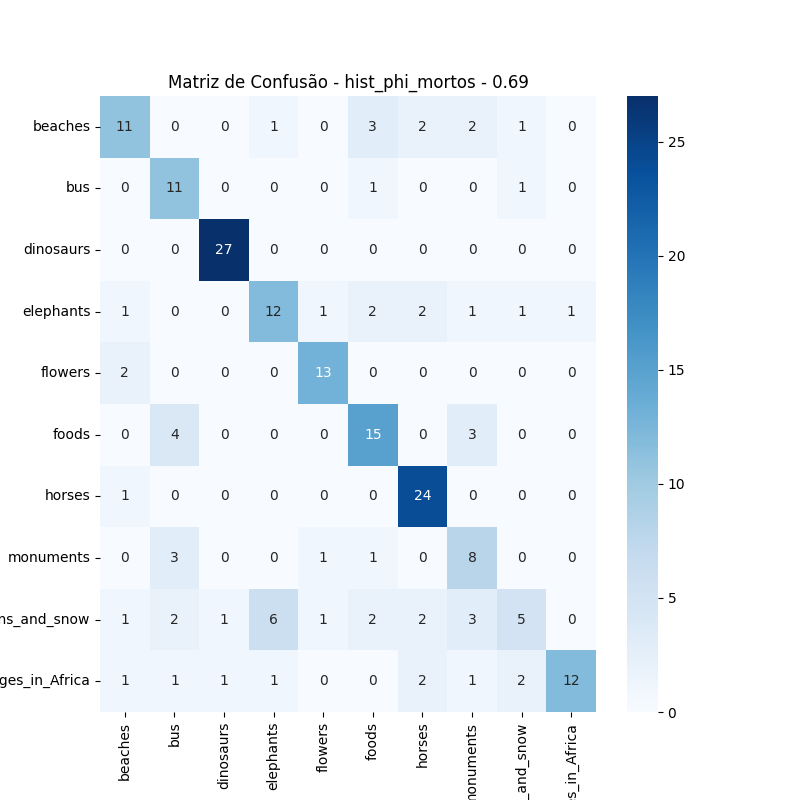 Matriz de Confusão - hist_phi_mortos - 0.69
beaches 11 0 0 1 0 3 2 2 1 0
bus 0 11 0 0 0 1 0 0 1 0
dinosaurs 0 0 27 0 0 0 0 0 0 0
elephants 1 0 0 12 1 2 2 1 1 1
flowers 2 0 0 0 13 0 0 0 0 0
foods 0 4 0 0 0 15 0 3 0 0
horses 1 0 0 0 0 0 24 0 0 0
monuments 0 3 0 0 1 1 0 8 0 0
ns_and_snow 1 2 1 6 1 2 2 3 5 0
ges_in_Africa 1 1 1 1 0 0 2 1 2 12
beaches bus dinosaurs elephants flowers foods horses monuments _and_snow s_in_Africa
25
20
15
10
5
0